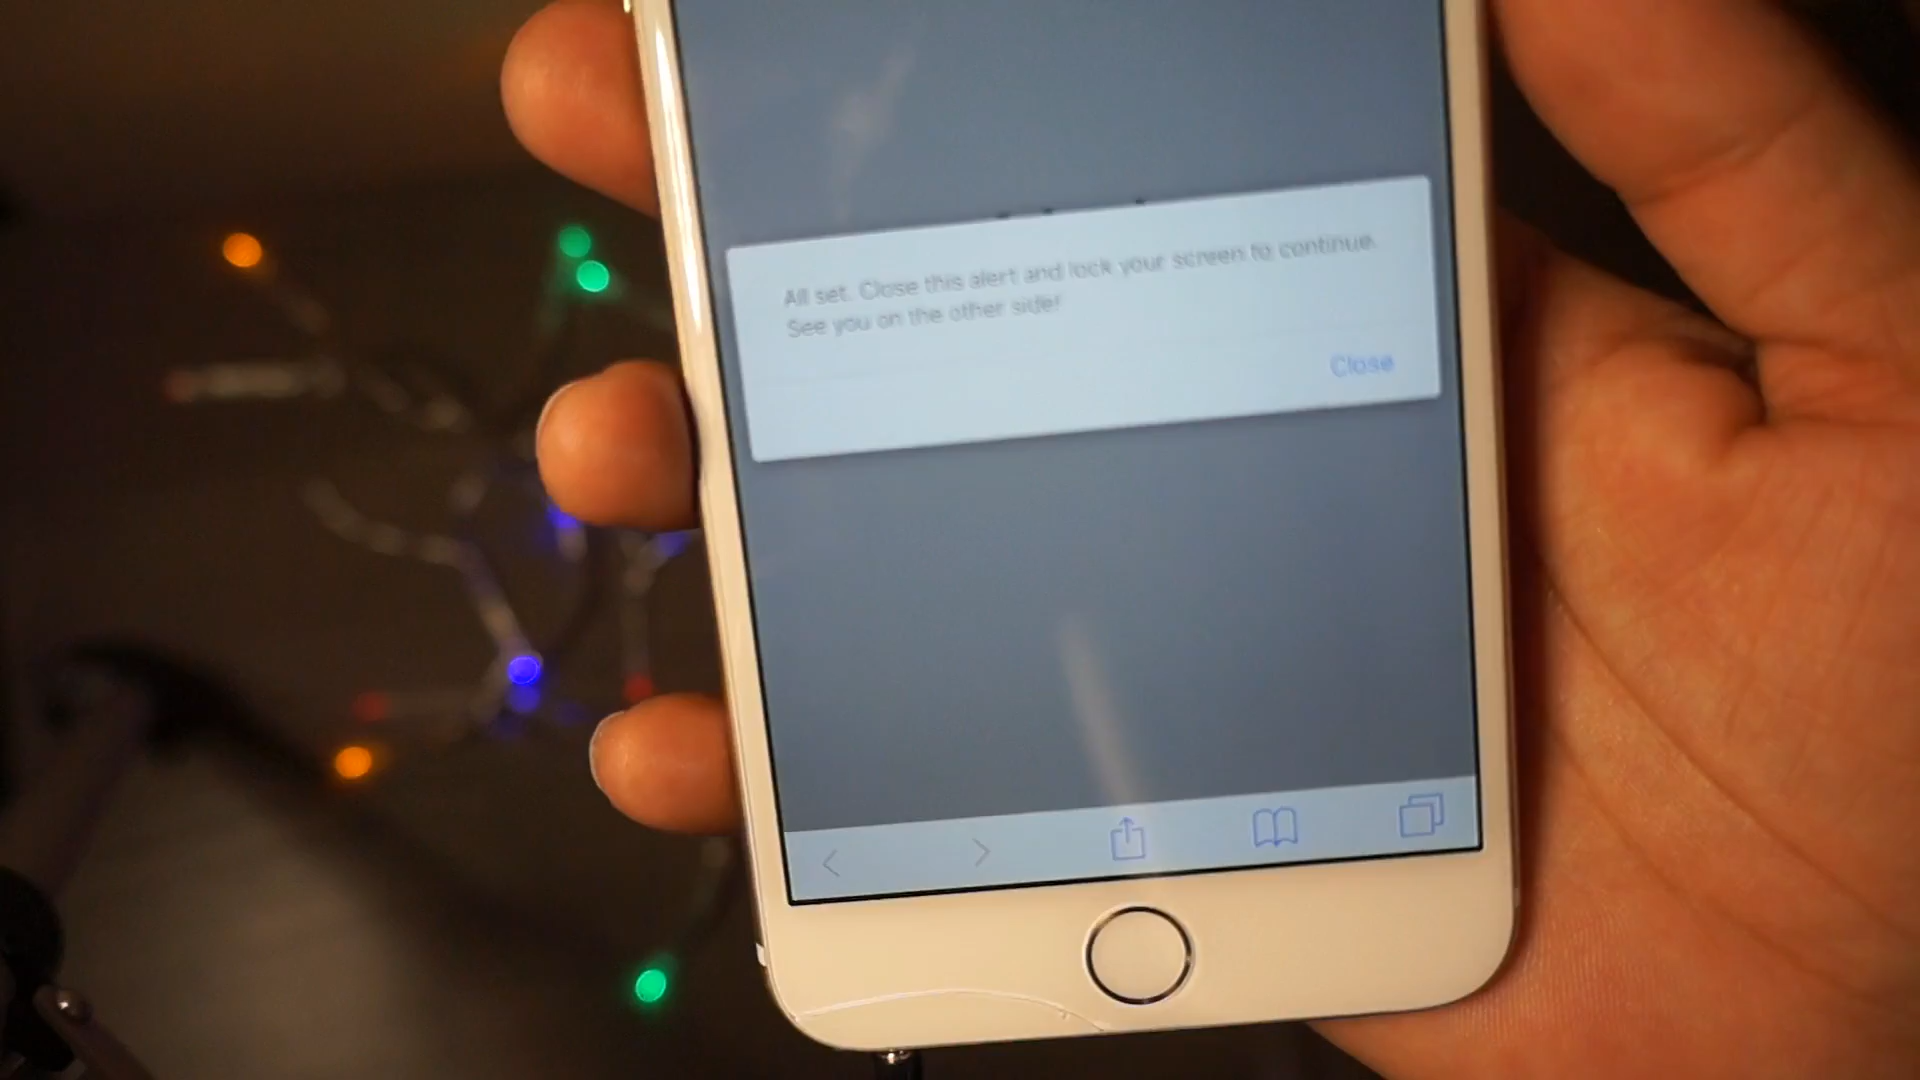 All set. Close this alert and lock your screen to continue.
See you on the other side!
Close